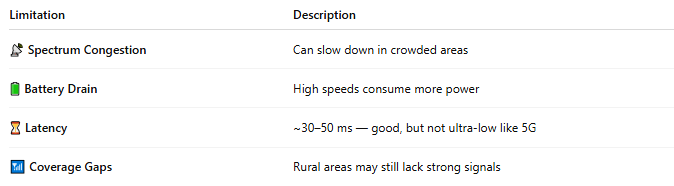 Limitation Description
📡 Spectrum Congestion Can slow down in crowded areas
🔋 Battery Drain High speeds consume more power
⏳ Latency ~30–50 ms — good, but not ultra-low like 5G
📶 Coverage Gaps Rural areas may still lack strong signals